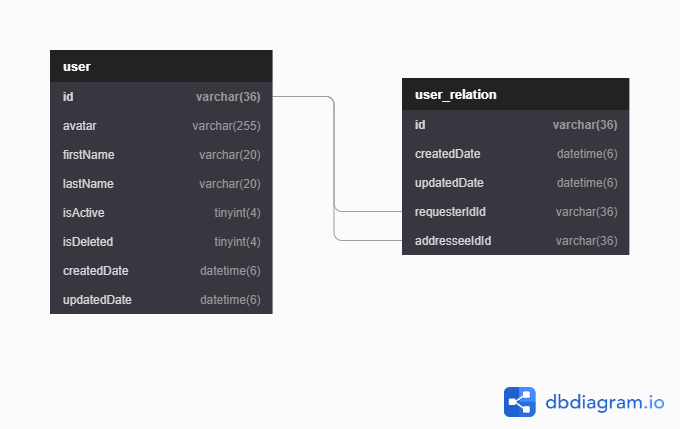 user
id varchar(36)
avatar varchar(255)
firstName varchar(20)
lastName varchar(20)
isActive tinyint(4)
isDeleted tinyint(4)
createdDate datetime(6)
updatedDate datetime(6)
user_relation
id varchar(36)
createdDate datetime(6)
updatedDate datetime(6)
requesterIdId varchar(36)
addresseeIdId varchar(36)
dbdiagram.io